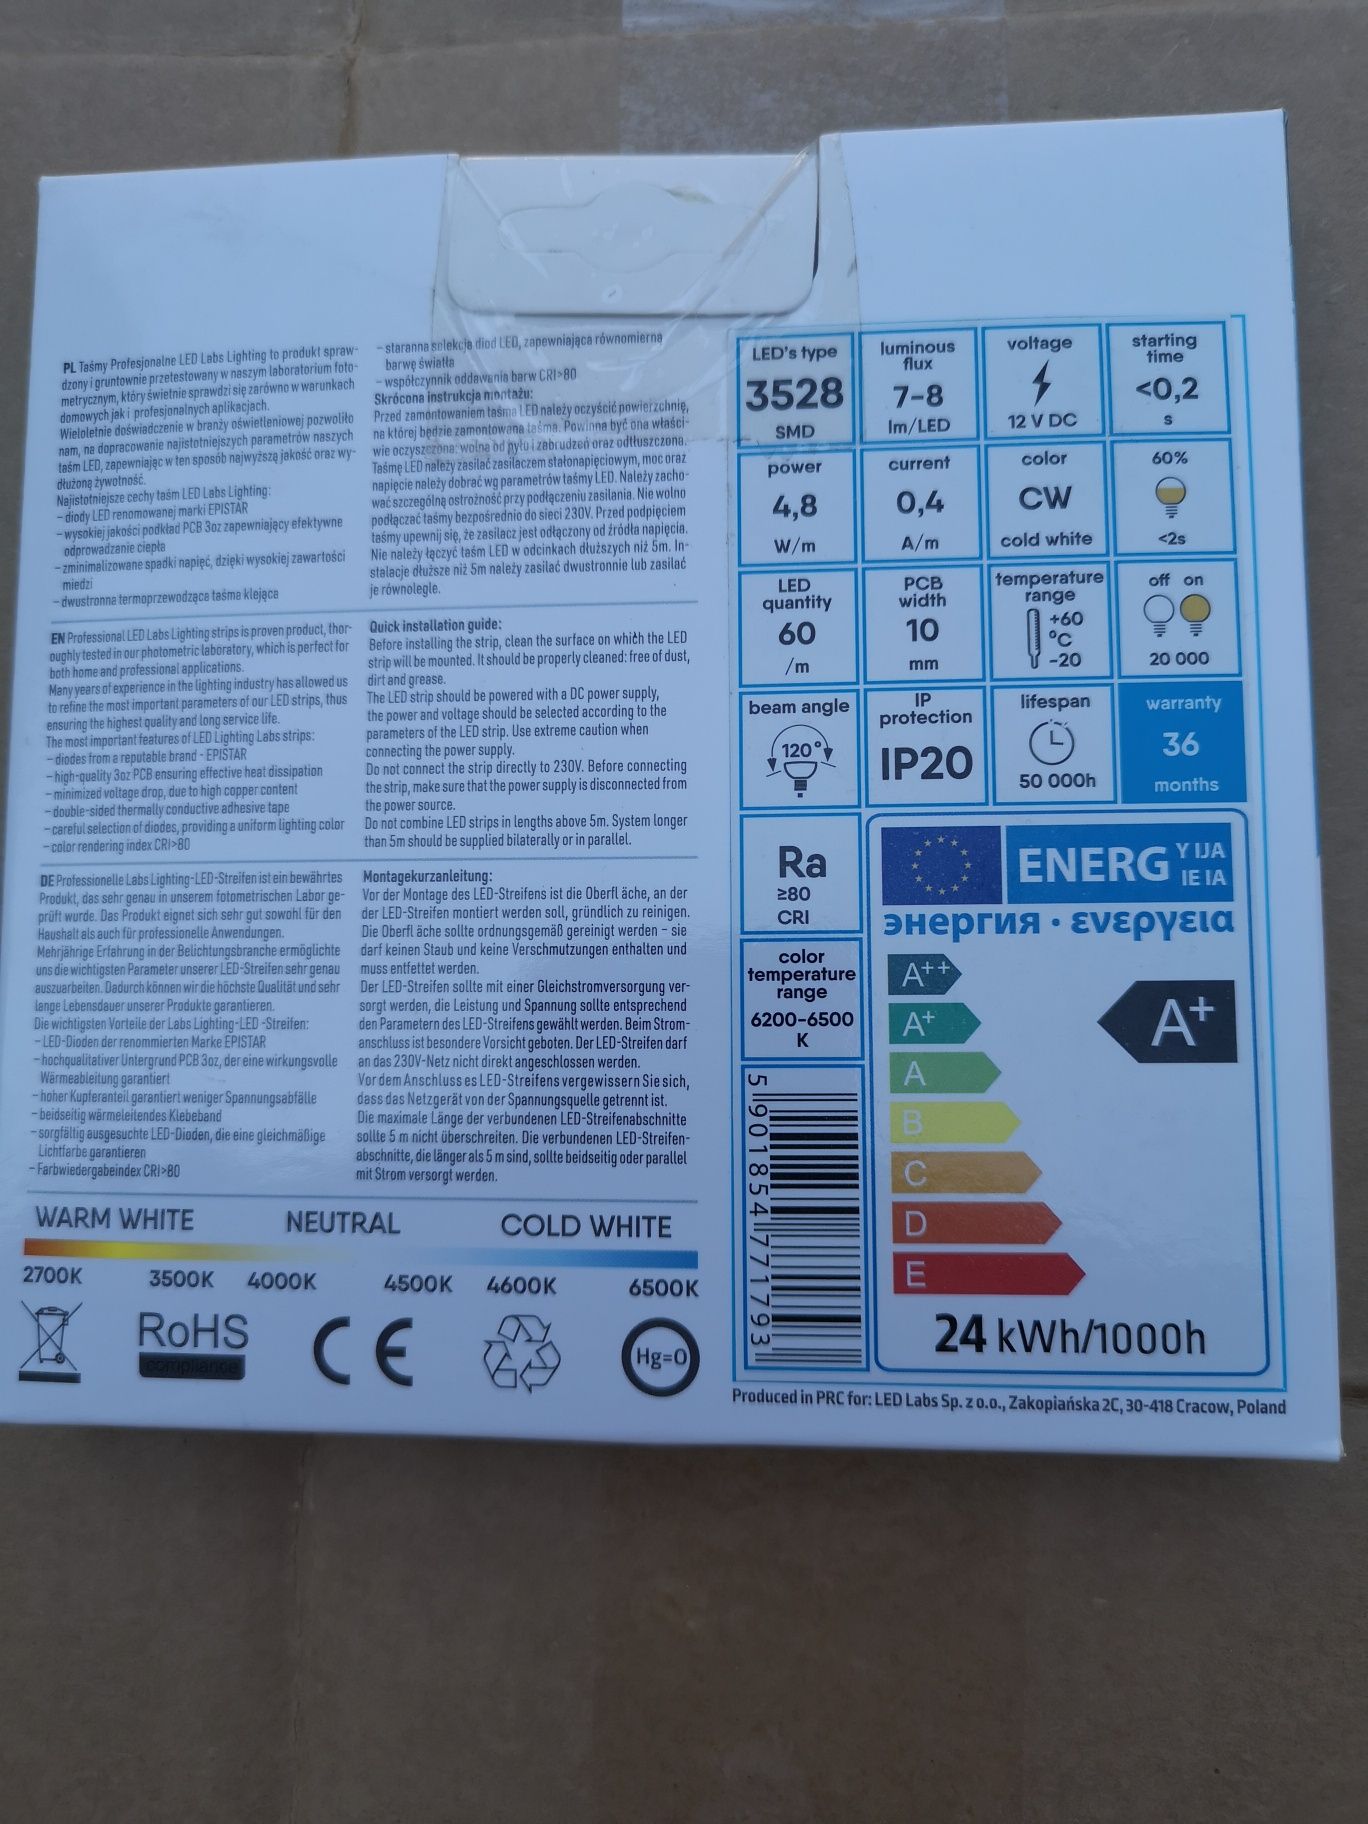 PL Taśmy Profesjonalne LED Labs Lighting to produkt spraw-
dzony i gruntownie przetestowany w naszym laboratorium foto-
metrycznym, który świetnie sprawdzi się zarówno w warunkach
domowych jak i profesjonalnych aplikacjach.
Wieloletnie doświadczenie w branży oświetleniowej pozwoliło
nam, na dopracowanie najistotniejszych parametrów naszych
taśm LED, zapewniając w ten sposób najwyższą jakość oraz wy-
dłużoną żywotność.
Najistotniejsze cechy taśm LED Labs Lighting:
– diody LED renomowanej marki EPISTAR
– wysokiej jakości podkład PCB 3oz zapewniający efektywne
odprowadzanie ciepła
– zminimalizowane spadki napięć, dzięki wysokiej zawartości
miedzi
– dwustronna termoprzewodząca taśma klejąca
– staranna selekcja diod LED, zapewniająca równomierną
barwę światła
– współczynnik oddawania barw CRI>80
Skrócona instrukcja montażu:
Przed zamontowaniem taśma LED należy oczyścić powierzchnię,
na której będzie zamontowana taśma. Powinna być ona właści-
wie oczyszczona: wolna od pyłu i zabrudzeń oraz odtłuszczona.
Taśmę LED należy zasilać zasilaczem stałonapięciowym, moc oraz
napięcie należy dobrać wg parametrów taśmy LED. Należy zacho-
wać szczególną ostrożność przy podłączeniu zasilania. Nie wolno
podłączać taśmy bezpośrednio do sieci 230V. Przed podpięciem
taśmy upewnij się, że zasilacz jest odłączony od źródła napięcia.
Nie należy łączyć taśm LED w odcinkach dłuższych niż 5m. In-
stalacje dłuższe niż 5m należy zasilać dwustronnie lub zasilać
je równolegle.
EN Professional LED Labs Lighting strips is proven product, thor-
oughly tested in our photometric laboratory, which is perfect for
both home and professional applications.
Many years of experience in the lighting industry has allowed us
to refine the most important parameters of our LED strips, thus
ensuring the highest quality and long service life.
The most important features of LED Lighting Labs strips:
– diodes from a reputable brand - EPISTAR
– high-quality 3oz PCB ensuring effective heat dissipation
– minimized voltage drop, due to high copper content
– double-sided thermally conductive adhesive tape
– careful selection of diodes, providing a uniform lighting color
– color rendering index CRI>80
Quick installation guide:
Before installing the strip, clean the surface on which the LED
strip will be mounted. It should be properly cleaned: free of dust,
dirt and grease.
The LED strip should be powered with a DC power supply,
the power and voltage should be selected according to the
parameters of the LED strip. Use extreme caution when
connecting the power supply.
Do not connect the strip directly to 230V. Before connecting
the strip, make sure that the power supply is disconnected from
the power source.
Do not combine LED strips in lengths above 5m. System longer
than 5m should be supplied bilaterally or in parallel.
DE Professionelle Labs Lighting-LED-Streifen ist ein bewährtes
Produkt, das sehr genau in unserem fotometrischen Labor ge-
prüft wurde. Das Produkt eignet sich sehr gut sowohl für den
Haushalt als auch für professionelle Anwendungen.
Mehrjährige Erfahrung in der Belichtungsbranche ermöglichte
uns die wichtigsten Parameter unserer LED-Streifen sehr genau
auszuarbeiten. Dadurch können wir die höchste Qualität und sehr
lange Lebensdauer unserer Produkte garantieren.
Die wichtigsten Vorteile der Labs Lighting-LED -Streifen:
– LED-Dioden der renommierten Marke EPISTAR
– hochqualitativer Untergrund PCB 3oz, der eine wirkungsvolle
Wärmeableitung garantiert
– hoher Kupferanteil garantiert weniger Spannungsabfälle
– beidseitig wärmeleitendes Klebeband
– sorgfältig ausgesuchte LED-Dioden, die eine gleichmäßige
Lichtfarbe garantieren
– Farbwiedergabeindex CRI>80
Montagekurzanleitung:
Vor der Montage des LED-Streifens ist die Oberfl äche, an der
der LED-Streifen montiert werden soll, gründlich zu reinigen.
Die Oberfl äche sollte ordnungsgemäß gereinigt werden – sie
darf keinen Staub und keine Verschmutzungen enthalten und
muss entfettet werden.
Der LED-Streifen sollte mit einer Gleichstromversorgung ver-
sorgt werden, die Leistung und Spannung sollte entsprechend
den Parametern des LED-Streifens gewählt werden. Beim Strom-
anschluss ist besondere Vorsicht geboten. Der LED-Streifen darf
an das 230V-Netz nicht direkt angeschlossen werden.
Vor dem Anschluss es LED-Streifens vergewissern Sie sich,
dass das Netzgerät von der Spannungsquelle getrennt ist.
Die maximale Länge der verbundenen LED-Streifenabschnitte
sollte 5 m nicht überschreiten. Die verbundenen LED-Streifen-
abschnitte, die länger als 5 m sind, sollte beidseitig oder parallel
mit Strom versorgt werden.
WARM WHITE NEUTRAL COLD WHITE
2700K 3500K 4000K 4500K 4600K 6500K
RoHS
compliance
CE
Hg=0
LED's type
3528
SMD
luminous
flux
7-8
lm/LED
voltage
12 V DC
starting
time
<0,2
s
power
4,8
W/m
current
0,4
A/m
color
CW
cold white
60%
<2s
LED
quantity
60
/m
PCB
width
10
mm
temperature
range
+60
°C
-20
off on
20 000
beam angle
120°
IP
protection
IP20
lifespan
50 000h
warranty
36
months
Ra
≥80
CRI
color
temperature
range
6200-6500
K
5 901854 771793
ENERG Y IJA
IE IA
энергия · ενεργεια
A++
A+
A
B
C
D
E
A+
24 kWh/1000h
Produced in PRC for: LED Labs Sp. z o.o., Zakopiańska 2C, 30-418 Cracow, Poland